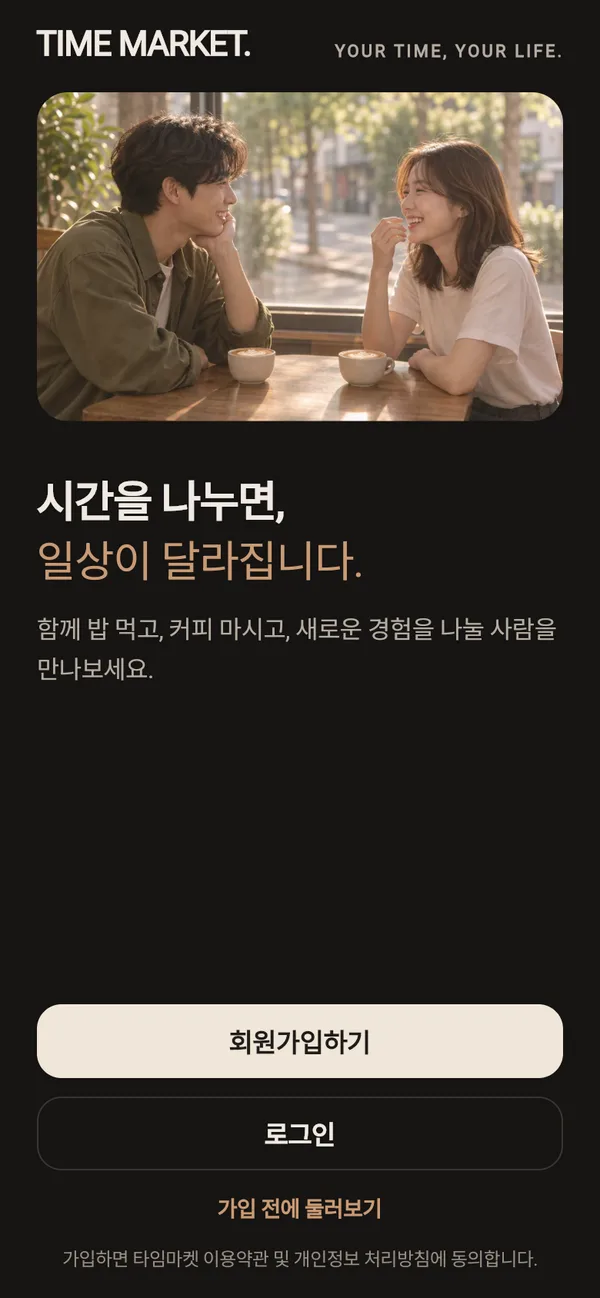 TIME MARKET.
YOUR TIME, YOUR LIFE.
시간을 나누면,
일상이 달라집니다.
함께 밥 먹고, 커피 마시고, 새로운 경험을 나눌 사람을
만나보세요.
회원가입하기
로그인
가입 전에 둘러보기
가입하면 타임마켓 이용약관 및 개인정보 처리방침에 동의합니다.